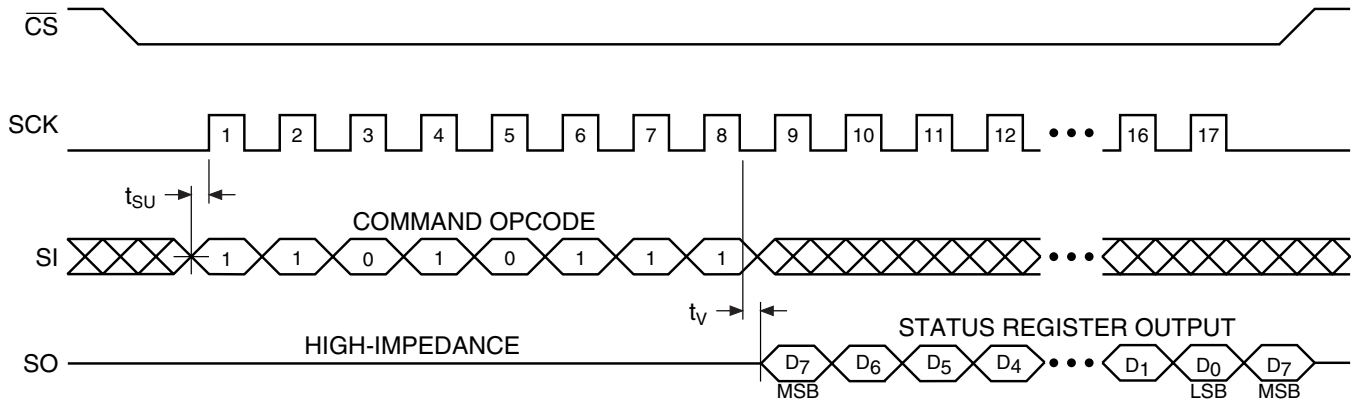 CS
SCK 1 2 3 4 5 6 7 8 9 10 11 12 ••• 16 17
tSU
COMMAND OPCODE
SI 1 1 0 1 0 1 1 1 •••
tV
HIGH-IMPEDANCE STATUS REGISTER OUTPUT
SO D7 D6 D5 D4 ••• D1 D0 D7
MSB LSB MSB